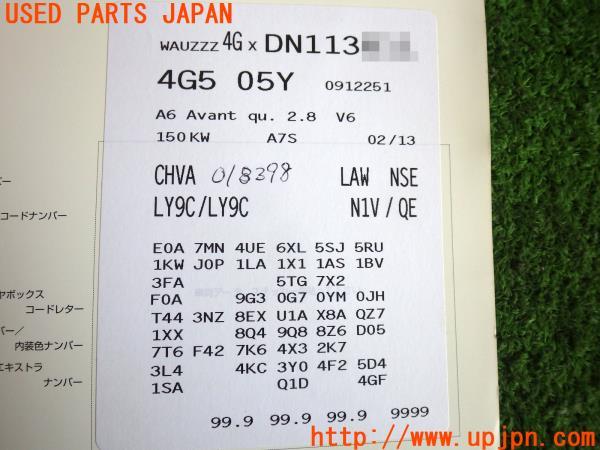 USED PARTS JAPAN
WAUZZZ 4G x DN113
4G5 05Y 0912251
A6 Avant qu. 2.8 V6
150KW A7S 02/13
CHVA 018398 LAW NSE
LY9C/LY9C N1V/QE
コードナンバー
E0A 7MN 4UE 6XL 5SJ 5RU
1KW J0P 1LA 1X1 1AS 1BV
3FA 5TG 7X2
ボックス
F0A 9G3 0G7 0YM 0JH
コードレター
T44 3NZ 8EX U1A X8A QZ7
1XX 8Q4 9Q8 8Z6 D05
内装色ナンバー
7T6 F42 7K6 4X3 2K7
エキストラ
3L4 4KC 3Y0 4F2 5D4
ナンバー
1SA Q1D 4GF
99.9 99.9 99.9 9999
http://www.upjpn.com